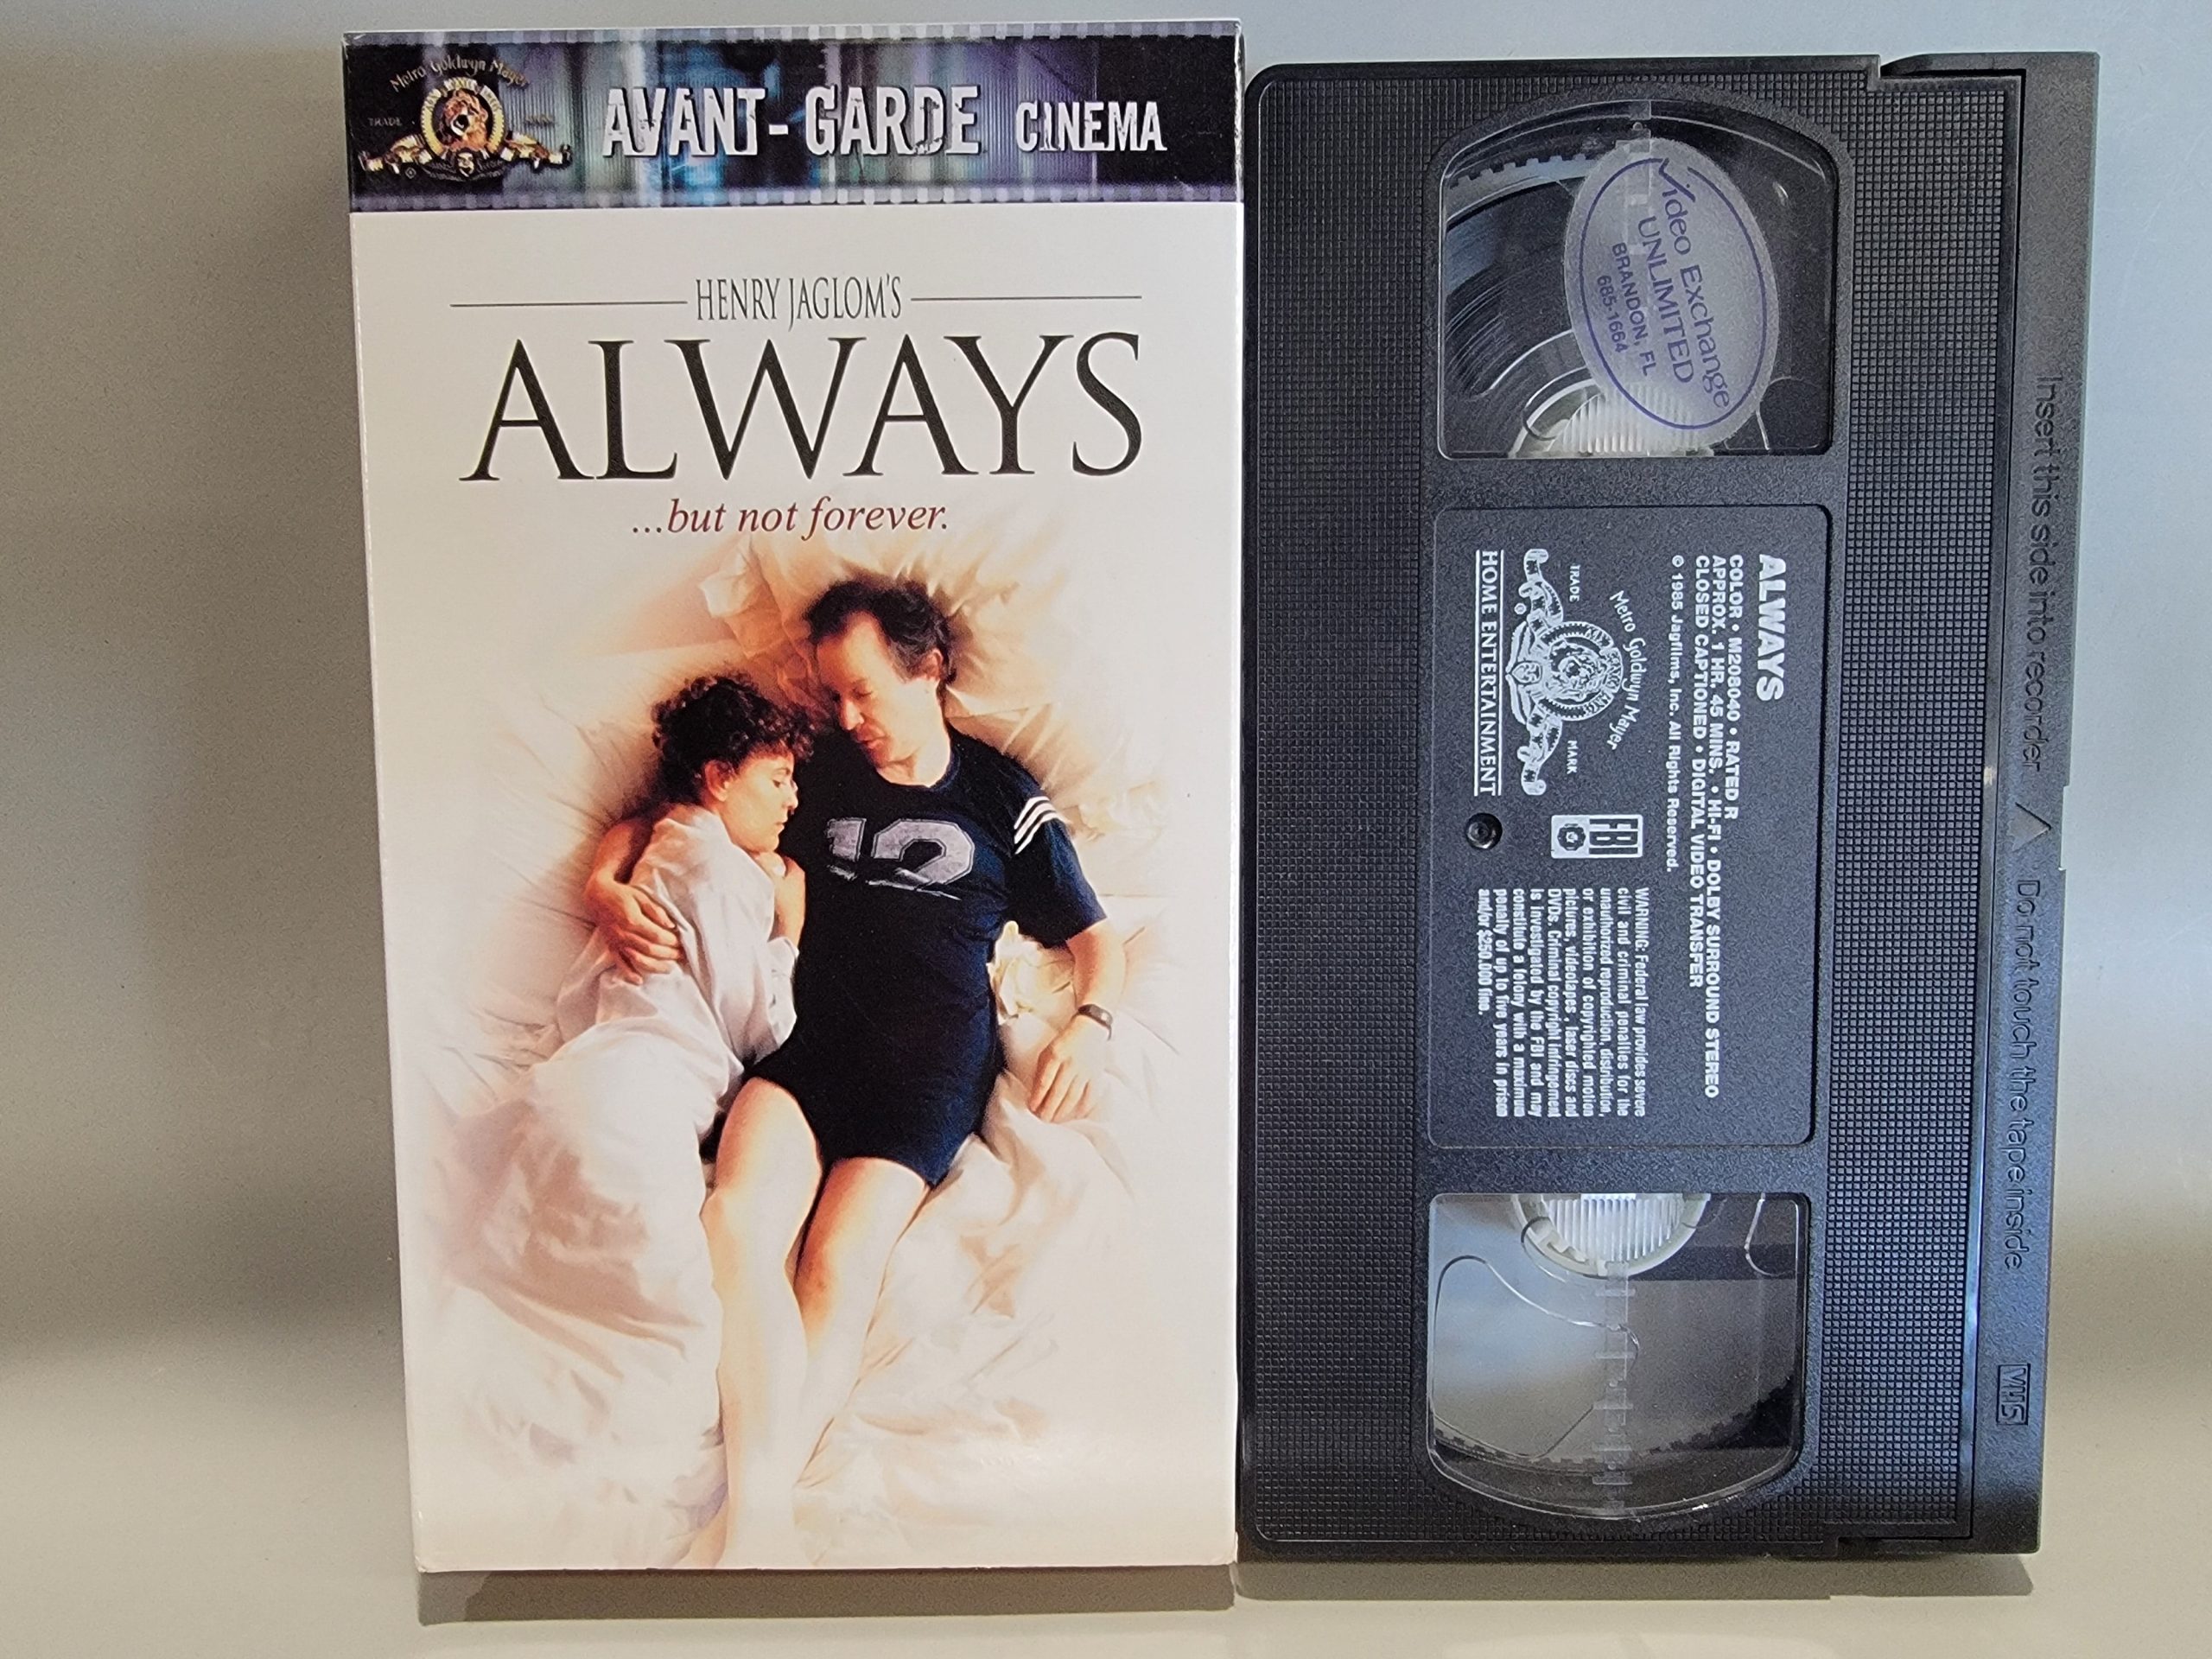 Metro Goldwyn Mayer
TRADE
AVANT-GARDE CINEMA
HENRY JAGLOM'S
ALWAYS
...but not forever.
12
Video Exchange
UNLIMITED
BRANDON, FL
685-1664
ALWAYS
COLOR • M208040 • RATED R
APPROX. 1 HR. 45 MINS. • HI-FI • DOLBY SURROUND STEREO
CLOSED CAPTIONED • DIGITAL VIDEO TRANSFER
© 1985 Jagfilms, Inc. All Rights Reserved.
Metro Goldwyn Mayer
TRADE MARK
®
HOME ENTERTAINMENT
FBI
WARNING: Federal law provides severe
civil and criminal penalties for the
unauthorized reproduction, distribution,
or exhibition of copyrighted motion
pictures, videotapes, laser discs and
DVDs. Criminal copyright infringement
is investigated by the FBI and may
constitute a felony with a maximum
penalty of up to five years in prison
and/or $250,000 fine.
Insert this side into recorder △ Do not touch the tape inside
VHS